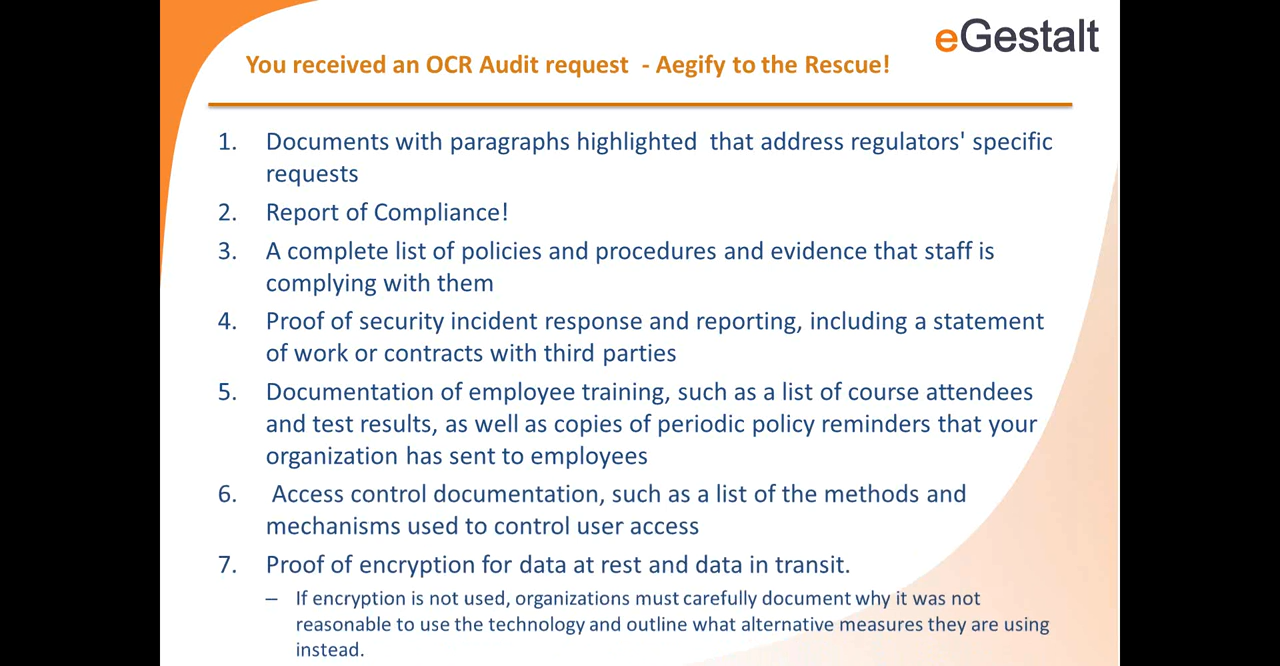 eGestalt
You received an OCR Audit request - Aegify to the Rescue!
1. Documents with paragraphs highlighted that address regulators' specific
requests
2. Report of Compliance!
3. A complete list of policies and procedures and evidence that staff is
complying with them
4. Proof of security incident response and reporting, including a statement
of work or contracts with third parties
5. Documentation of employee training, such as a list of course attendees
and test results, as well as copies of periodic policy reminders that your
organization has sent to employees
6. Access control documentation, such as a list of the methods and
mechanisms used to control user access
7. Proof of encryption for data at rest and data in transit.
– If encryption is not used, organizations must carefully document why it was not
reasonable to use the technology and outline what alternative measures they are using
instead.